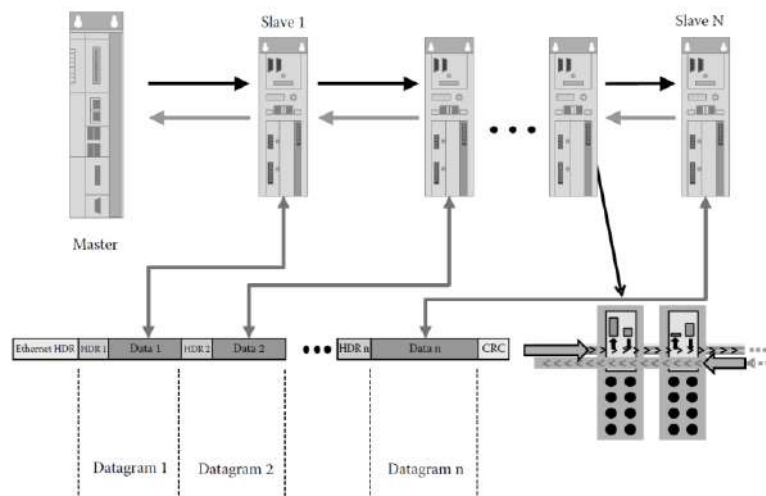 Slave 1
Slave N
Master
Ethernet HDR HDR 1 Data 1 HDR 2 Data 2 HDR n Data n CRC
Datagram 1 Datagram 2 Datagram n